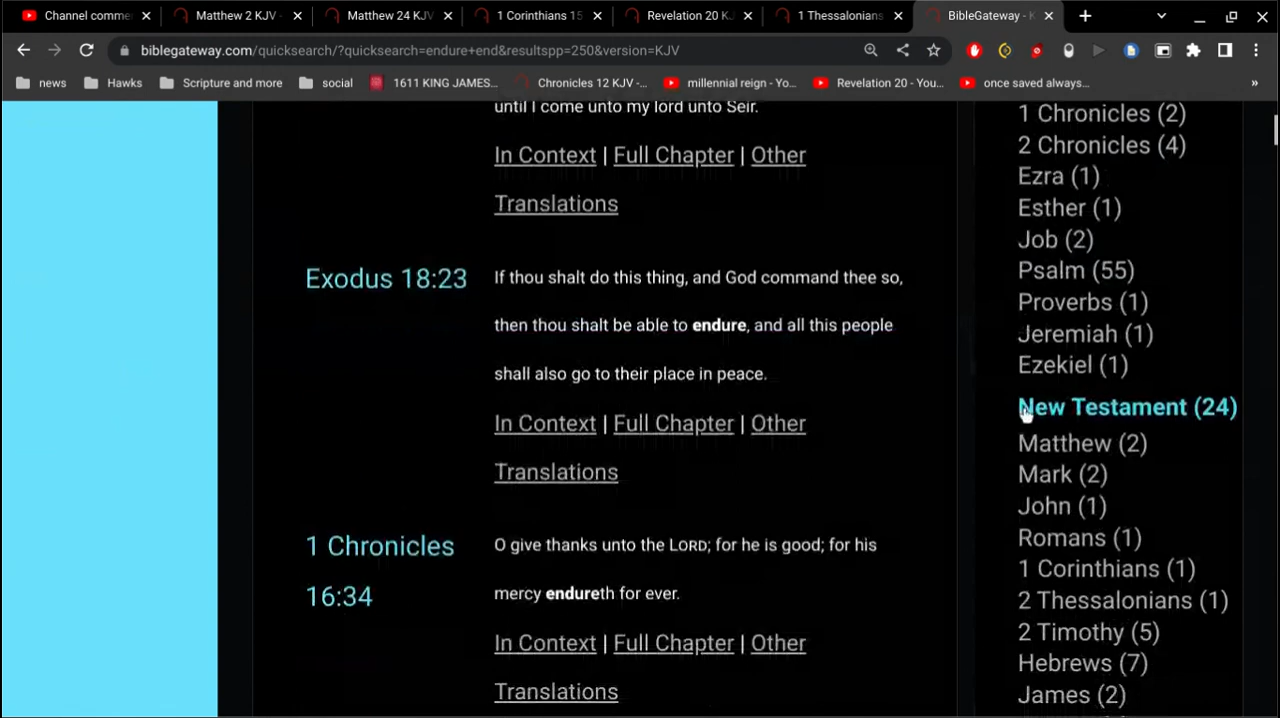 Channel comme
Matthew 2 KJV -
Matthew 24 KJV
1 Corinthians 15
Revelation 20 KJ
1 Thessalonians
BibleGateway - K
biblegateway.com/quicksearch/?quicksearch=endure+end&resultspp=250&version=KJV
news
Hawks
Scripture and more
social
1611 KING JAMES...
Chronicles 12 KJV -...
millennial reign - Yo...
Revelation 20 - You...
once saved always...
»
until I come unto my lord unto Seir.
In Context | Full Chapter | Other
Translations
Exodus 18:23
If thou shalt do this thing, and God command thee so,
then thou shalt be able to endure, and all this people
shall also go to their place in peace.
In Context | Full Chapter | Other
Translations
1 Chronicles
16:34
O give thanks unto the LORD; for he is good; for his
mercy endureth for ever.
In Context | Full Chapter | Other
Translations
1 Chronicles (2)
2 Chronicles (4)
Ezra (1)
Esther (1)
Job (2)
Psalm (55)
Proverbs (1)
Jeremiah (1)
Ezekiel (1)
New Testament (24)
Matthew (2)
Mark (2)
John (1)
Romans (1)
1 Corinthians (1)
2 Thessalonians (1)
2 Timothy (5)
Hebrews (7)
James (2)